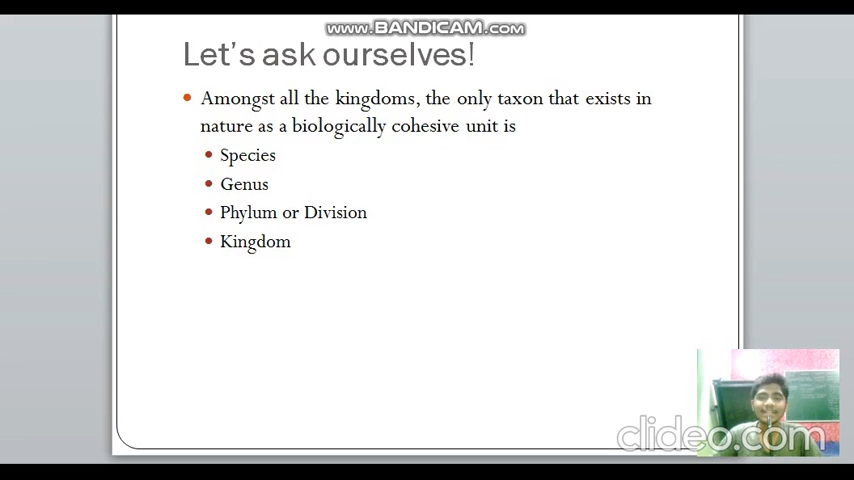 www.BANDICAM.com
Let's ask ourselves!
Amongst all the kingdoms, the only taxon that exists in
nature as a biologically cohesive unit is
Species
Genus
Phylum or Division
Kingdom
clideo.com